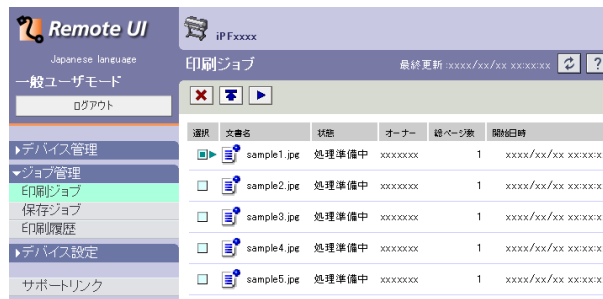 Remote UI
Japanese language
一般ユーザモード
ログアウト
▶デバイス管理
▼ジョブ管理
印刷ジョブ
保存ジョブ
印刷履歴
▶デバイス設定
サポートリンク
iPFxxxx
印刷ジョブ 最終更新:xxxx/xx/xx xx:xx:xx ?
選択 文書名 状態 オーナー 総ページ数 開始日時
sample1.jpg 処理準備中 xxxxxxx 1 xxxx/xx/xx xx:xx:x
sample2.jpg 処理準備中 xxxxxxx 1 xxxx/xx/xx xx:xx:x
sample3.jpg 処理準備中 xxxxxxx 1 xxxx/xx/xx xx:xx:x
sample4.jpg 処理準備中 xxxxxxx 1 xxxx/xx/xx xx:xx:x
sample5.jpg 処理準備中 xxxxxxx 1 xxxx/xx/xx xx:xx:x